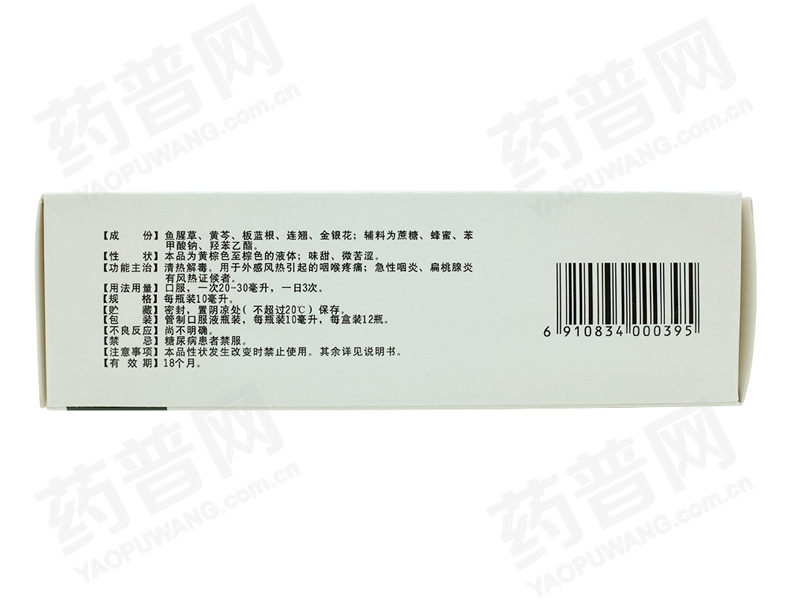 药普网
YAOPUWANG.com.cn
药普网
YAOPUWANG.com.cn
【成　份】鱼腥草、黄芩、板蓝根、连翘、金银花；辅料为蔗糖、蜂蜜、苯
甲酸钠、羟苯乙酯。
【性　状】本品为黄棕色至棕色的液体；味甜、微苦涩。
【功能主治】清热解毒。用于外感风热引起的咽喉疼痛；急性咽炎、扁桃腺炎
有风热证候者。
【用法用量】口服，一次20-30毫升，一日3次。
【规　格】每瓶装10毫升。
【贮　藏】密封，置阴凉处（不超过20℃）保存。
【包　装】管制口服液瓶装，每瓶装10毫升，每盒装12瓶。
【不良反应】尚不明确。
【禁　忌】糖尿病患者禁服。
【注意事项】本品性状发生改变时禁止使用。其余详见说明书。
【有 效 期】18个月。
6 910834 000395
药普网
YAOPUWANG.com.cn
药普网
YAOPUWANG.com.cn